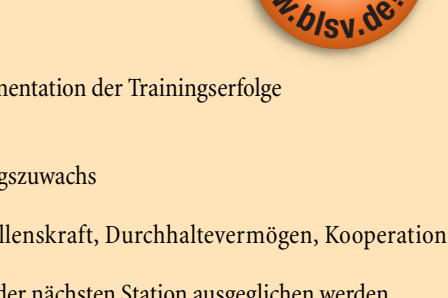 w.blsv.de
mentation der Trainingserfolge
gszuwachs
llenskraft, Durchhaltevermögen, Kooperation
der nächsten Station ausgeglichen werden